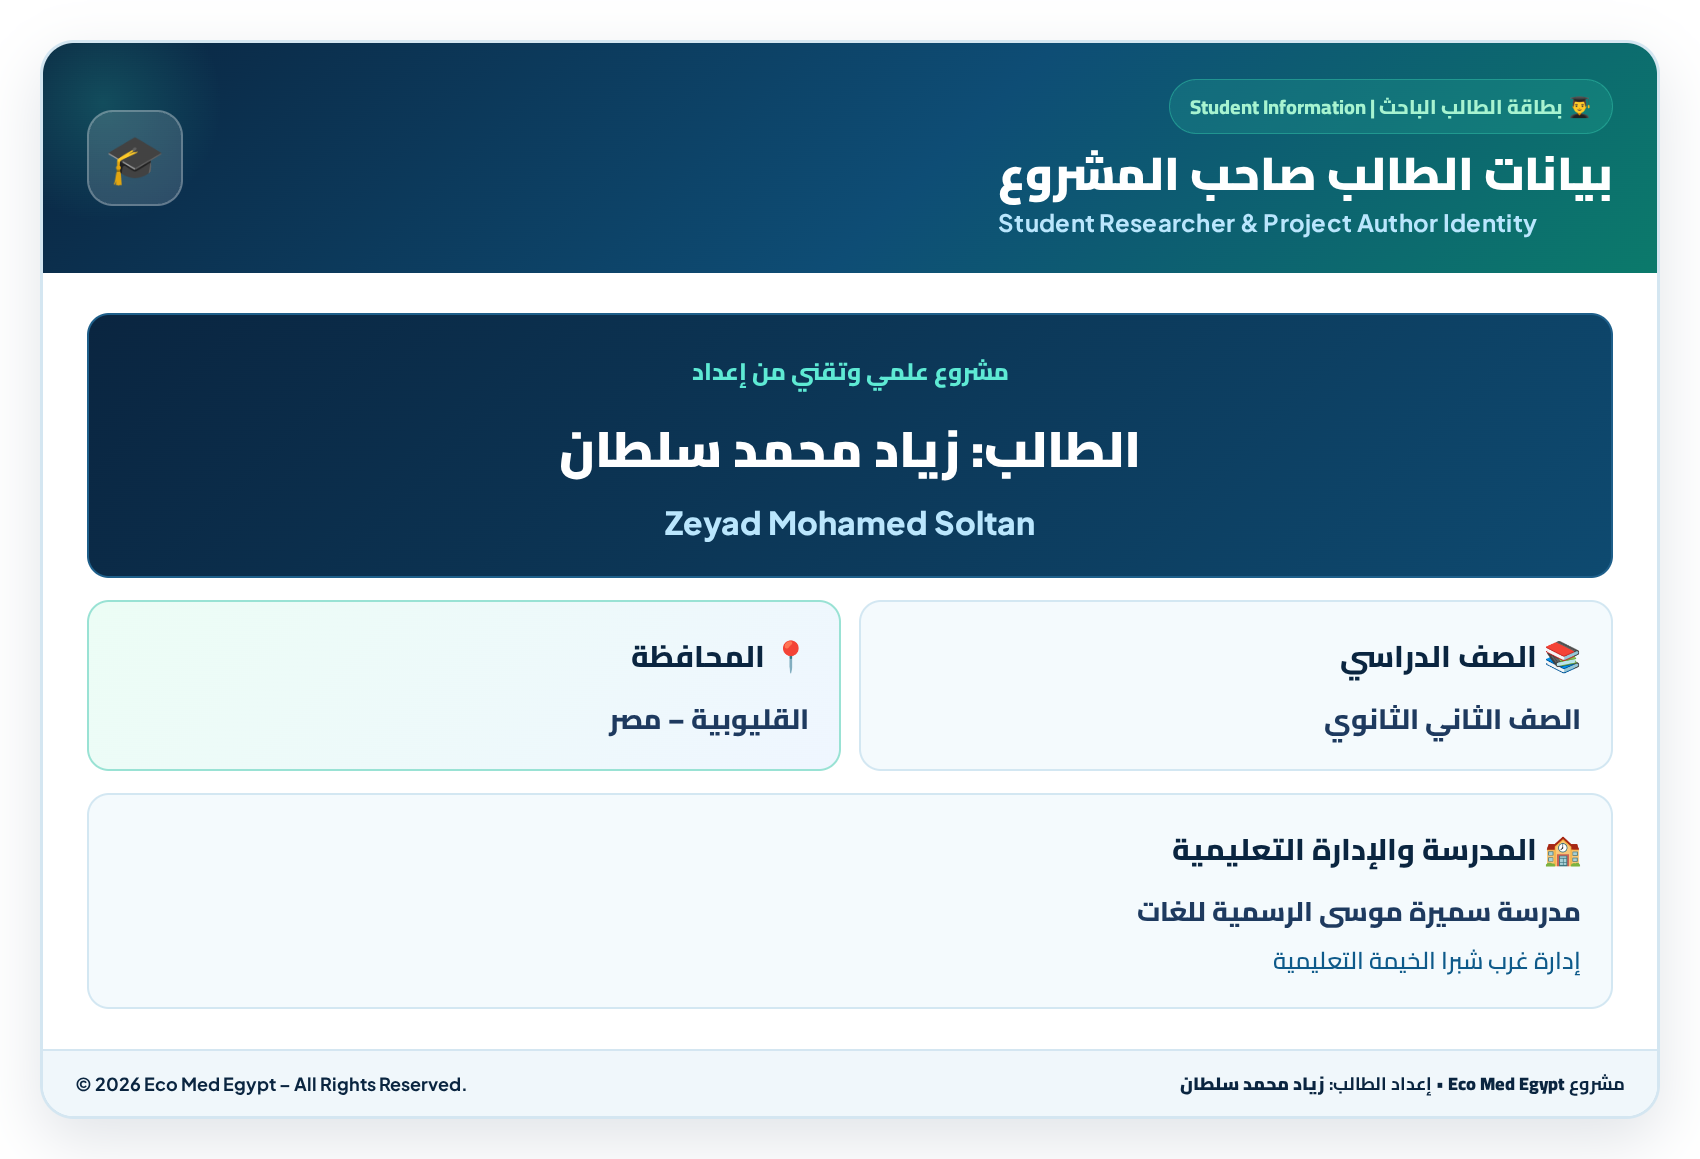 👨‍🎓 بطاقة الطالب الباحث | Student Information
بيانات الطالب صاحب المشروع
Student Researcher & Project Author Identity
مشروع علمي وتقني من إعداد
الطالب: زياد محمد سلطان
Zeyad Mohamed Soltan
📚 الصف الدراسي
الصف الثاني الثانوي
📍 المحافظة
القليوبية – مصر
🏫 المدرسة والإدارة التعليمية
مدرسة سميرة موسى الرسمية للغات
إدارة غرب شبرا الخيمة التعليمية
مشروع Eco Med Egypt • إعداد الطالب: زياد محمد سلطان
© 2026 Eco Med Egypt – All Rights Reserved.